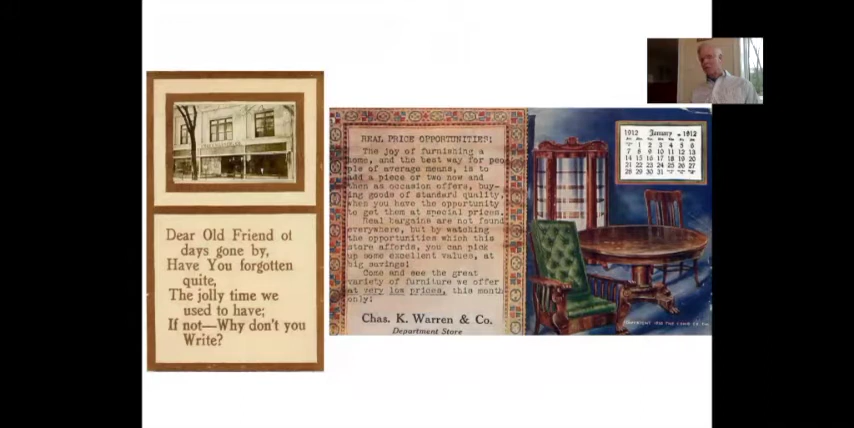 Dear Old Friend of
days gone by,
Have You forgotten
quite,
The jolly time we
used to have;
If not—Why don't you
Write?
REAL PRICE OPPORTUNITIES:
The joy of furnishing a
home, and the best way for peo
ple of average means, is to
add a piece or two now and
then as occasion offers, buy-
ing goods of standard quality,
when you have the opportunity
to get them at special prices.
Real bargains are not found
everywhere, but by watching
the opportunities which this
store affords, you can pick
up some excellent values, at
big savings!
Come and see the great
variety of furniture we offer
at very low prices, this month
only!
Chas. K. Warren & Co.
Department Store
1912 January 1912
1 2 3 4 5 6
7 8 9 10 11 12 13
14 15 16 17 18 19 20
21 22 23 24 25 26 27
28 29 30 31
COPYRIGHT